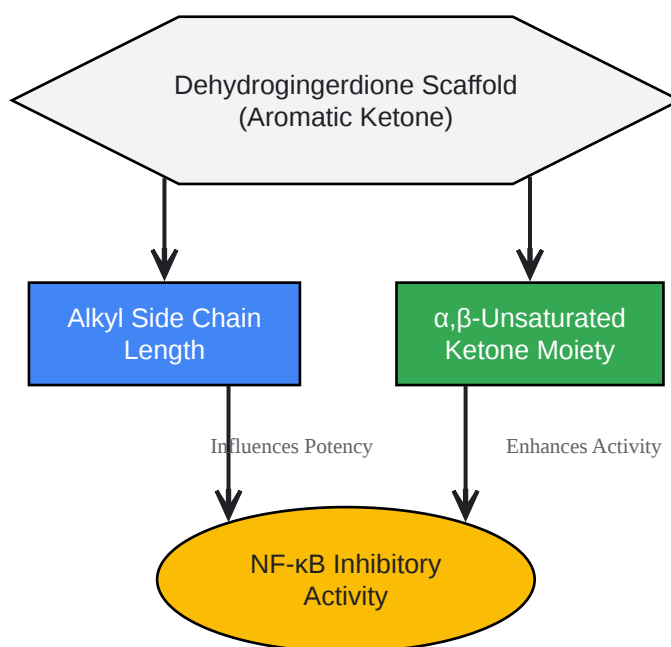 Dehydrogingerdione Scaffold
(Aromatic Ketone)
Alkyl Side Chain
Length
α,β-Unsaturated
Ketone Moiety
Influences Potency
Enhances Activity
NF-κB Inhibitory
Activity